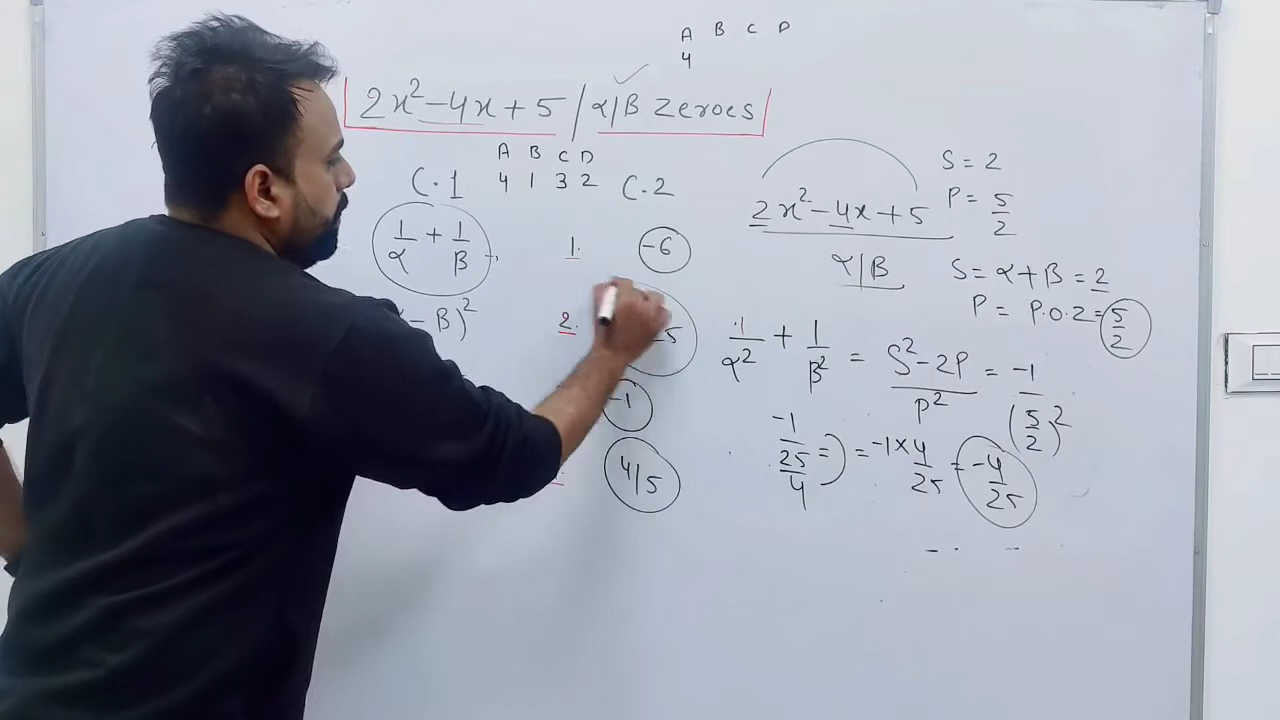 A B C D
4
2x² - 4x + 5 / α/β zeroes
A B C D
4 1 3 2
C.1
C.2
1/α + 1/β
- β)²
1. -6
2.
5
-1
4/5
2x² - 4x + 5
α/β
S = 2
P = 5/2
S = α + β = 2
P = P.O.Z = 5/2
1/α² + 1/β² = S² - 2P / P² = -1 / (5/2)²
-1 / 25/4 =) = -1 × 4/25 = -4/25